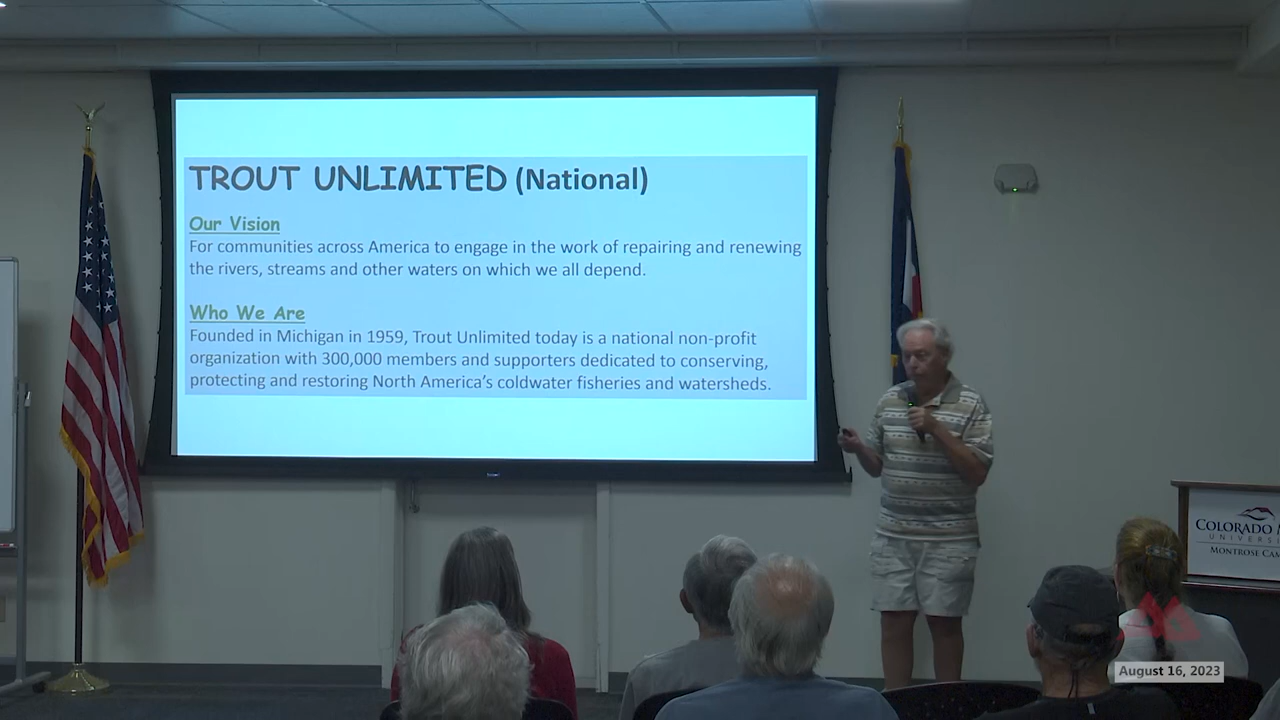 TROUT UNLIMITED (National)
Our Vision
For communities across America to engage in the work of repairing and renewing
the rivers, streams and other waters on which we all depend.
Who We Are
Founded in Michigan in 1959, Trout Unlimited today is a national non-profit
organization with 300,000 members and supporters dedicated to conserving,
protecting and restoring North America's coldwater fisheries and watersheds.
COLORADO
MONTROSE
August 16, 2023